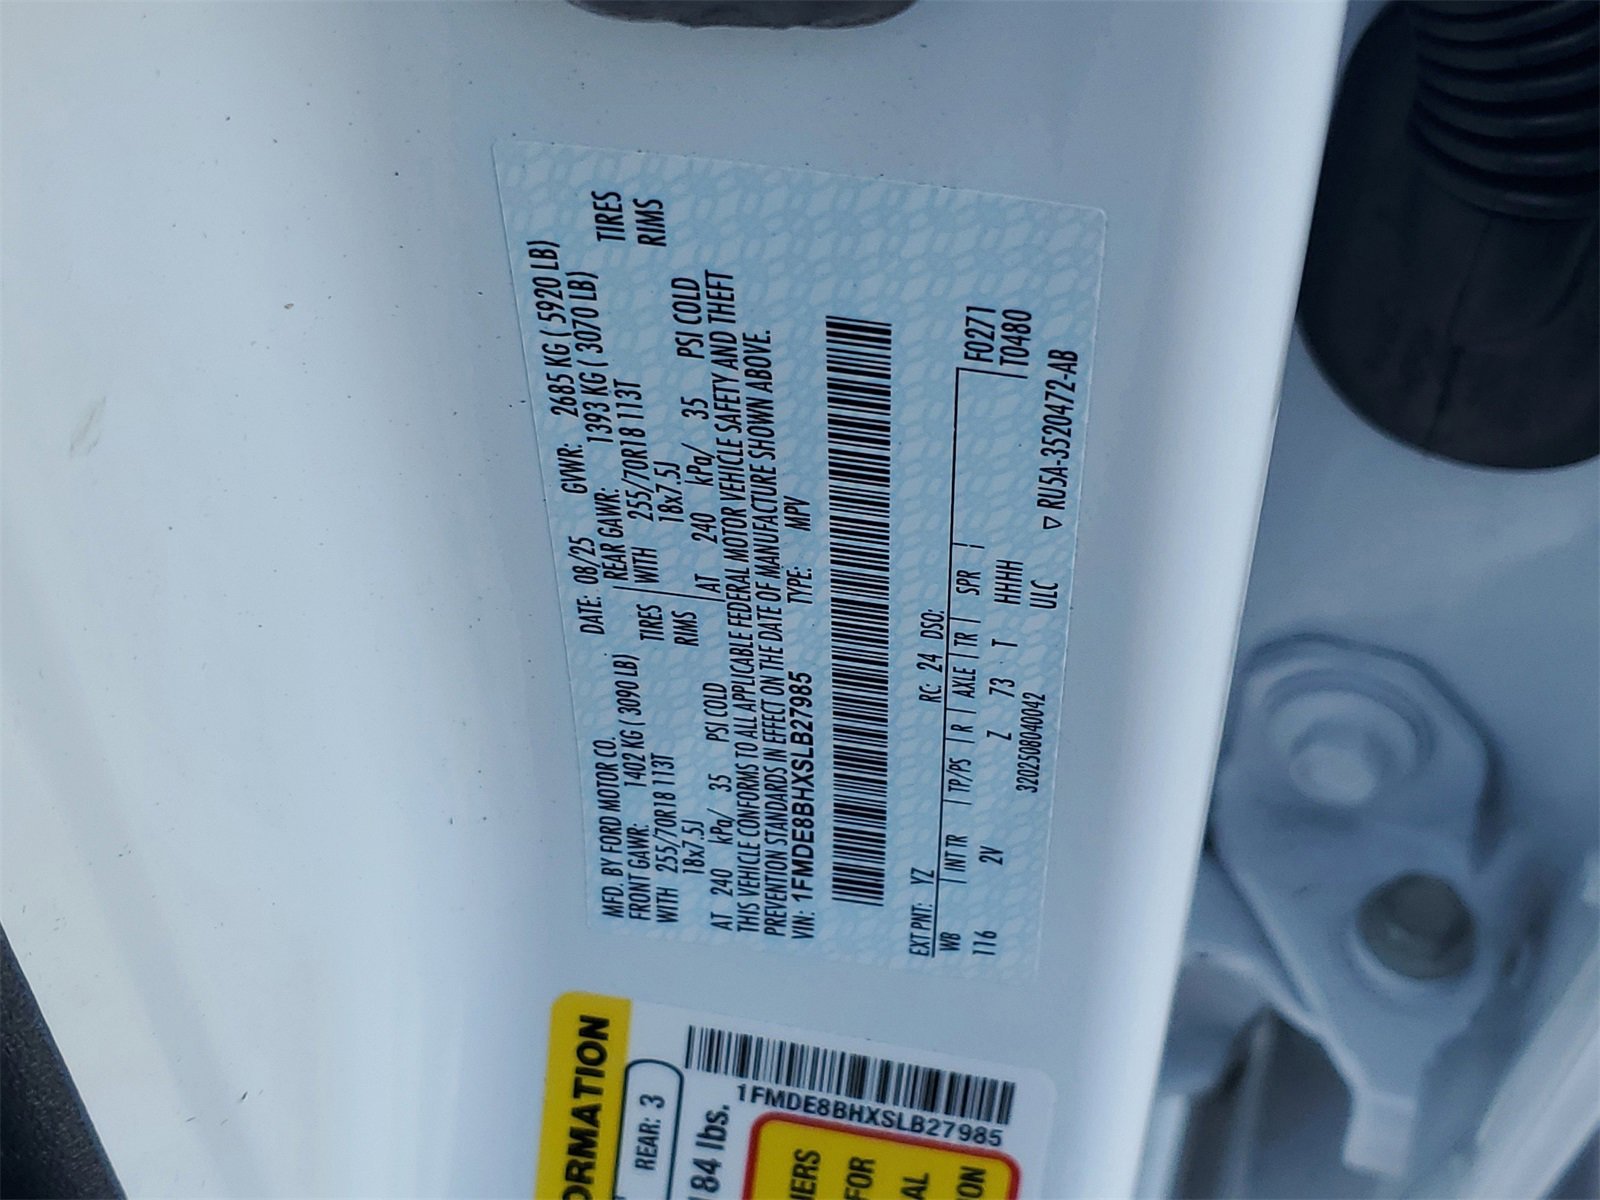 MFD. BY FORD MOTOR CO.
DATE: 08/25 GVWR: 2685 KG ( 5920 LB)
FRONT GAWR: 1402 KG ( 3090 LB)
REAR GAWR: 1393 KG ( 3070 LB)
WITH 255/70R18 113T TIRES
WITH 255/70R18 113T TIRES
18x7.5J RIMS
18x7.5J RIMS
AT 240 kPa/ 35 PSI COLD
AT 240 kPa/ 35 PSI COLD
THIS VEHICLE CONFORMS TO ALL APPLICABLE FEDERAL MOTOR VEHICLE SAFETY AND THEFT
PREVENTION STANDARDS IN EFFECT ON THE DATE OF MANUFACTURE SHOWN ABOVE.
VIN: 1FMDE8BHXSLB27985 TYPE: MPV
EXT PNT: YZ RC: 24 DSO: F0271
WB | INT TR | TP/PS | R | AXLE | TR | SPR | T0480
116 2V Z 73 T HHHH
3202508040042 ULC ▽ RU5A-3520472-AB
REAR: 3
184 lbs.
1FMDE8BHXSLB27985
FOR